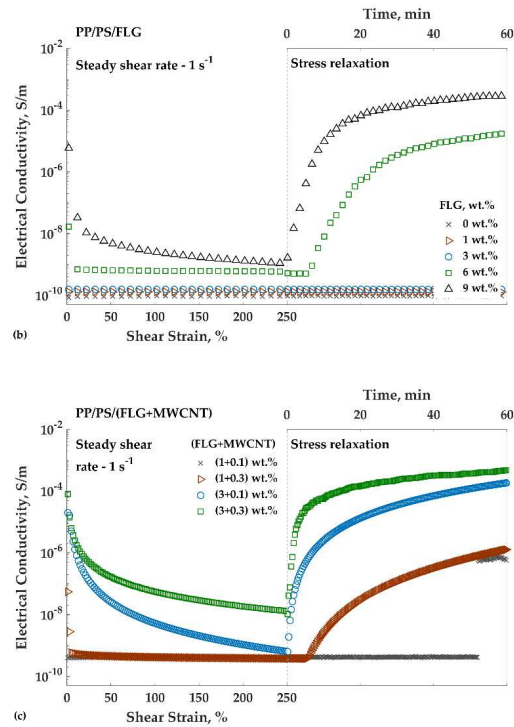 Time, min
PP/PS/FLG
0 20 40 60
Steady shear rate - 1 s⁻¹
Stress relaxation
Electrical Conductivity, S/m
10⁻²
10⁻⁴
10⁻⁶
10⁻⁸
10⁻¹⁰
FLG, wt.%
0 wt.%
1 wt.%
3 wt.%
6 wt.%
9 wt.%
0 50 100 150 200 250
Shear Strain, %
(b)
Time, min
PP/PS/(FLG+MWCNT)
0 20 40 60
Steady shear
rate - 1 s⁻¹
(FLG+MWCNT)
(1+0.1) wt.%
(1+0.3) wt.%
(3+0.1) wt.%
(3+0.3) wt.%
Stress relaxation
Electrical Conductivity, S/m
10⁻²
10⁻⁴
10⁻⁶
10⁻⁸
10⁻¹⁰
0 50 100 150 200 250
Shear Strain, %
(c)